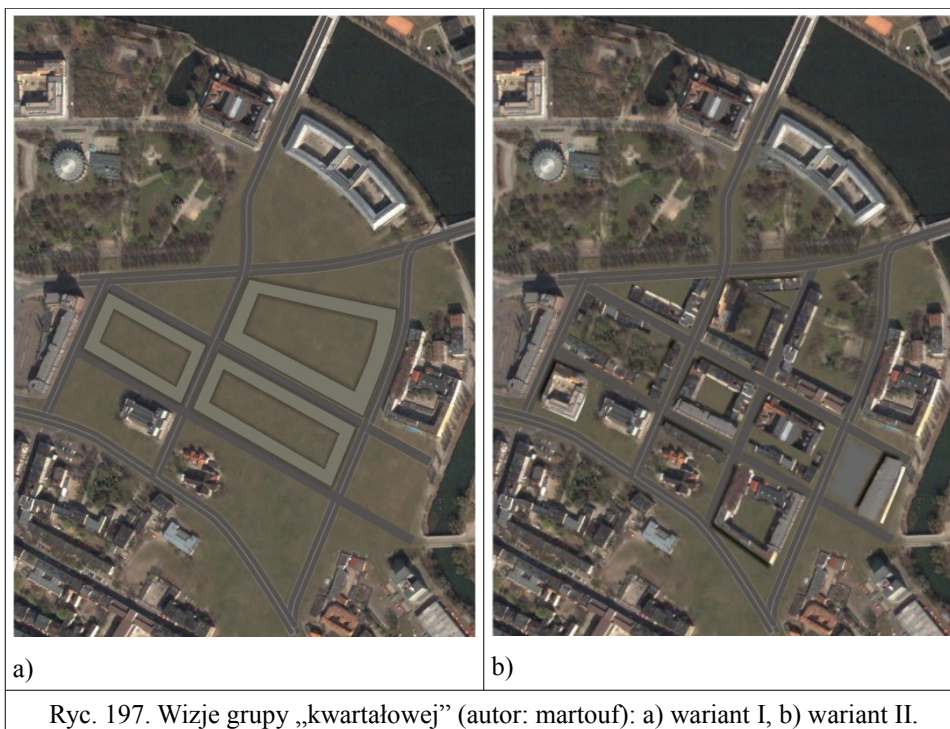 a)
b)
Ryc. 197. Wizje grupy „kwartałowej” (autor: martouf): a) wariant I, b) wariant II.